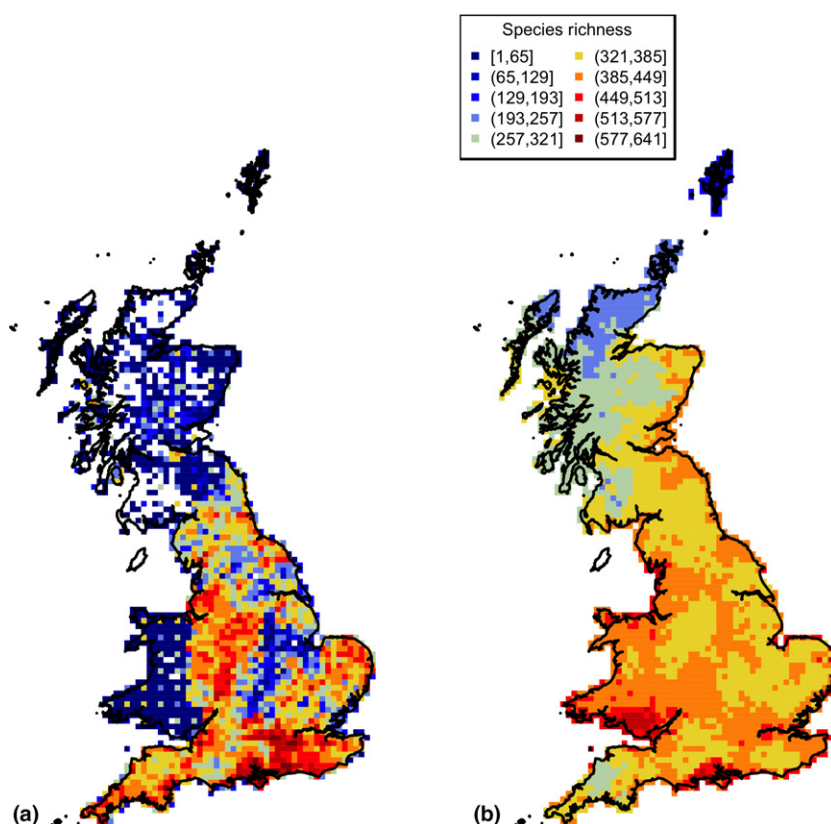 Species richness
[1,65] (321,385]
(65,129] (385,449]
(129,193] (449,513]
(193,257] (513,577]
(257,321] (577,641]
(a) (b)